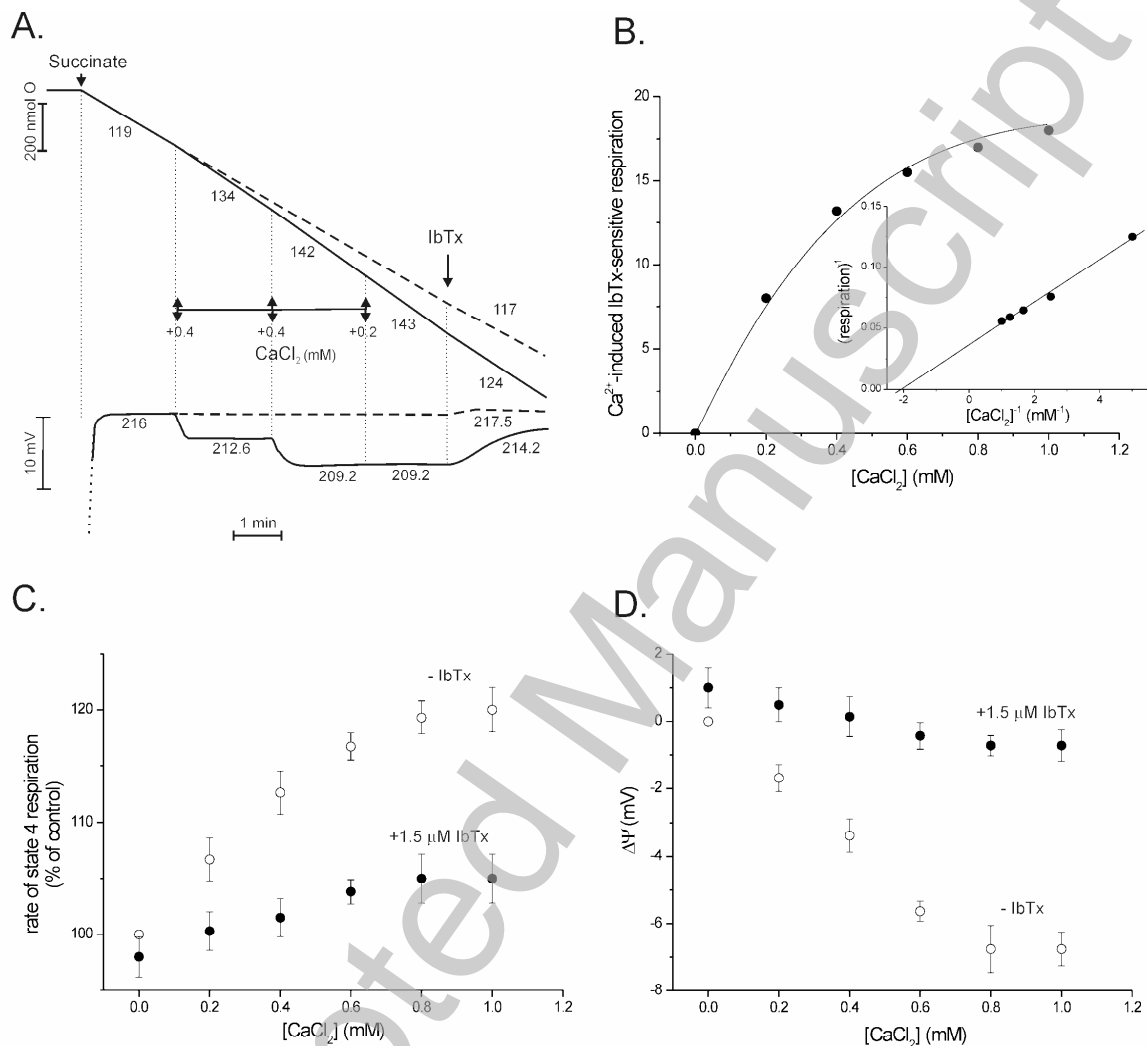 A.
Succinate
200 nmol O
119
134
142
IbTx
+0.4
+0.4
+0.2
CaCl2 (mM)
143
117
124
216
217.5
212.6
214.2
209.2
209.2
10 mV
1 min
B.
Ca2+-induced IbTx-sensitive respiration
20
15
10
5
0
0.0 0.2 0.4 0.6 0.8 1.0 1.2
[CaCl2] (mM)
(respiration)-1
0.15
0.10
0.05
0.00
-2 0 2 4
[CaCl2]-1 (mM-1)
C.
rate of state 4 respiration
(% of control)
120
110
100
- IbTx
+1.5 μM IbTx
0.0 0.2 0.4 0.6 0.8 1.0 1.2
[CaCl2] (mM)
D.
ΔΨ (mV)
2
0
-2
-4
-6
-8
+1.5 μM IbTx
- IbTx
0.0 0.2 0.4 0.6 0.8 1.0 1.2
[CaCl2] (mM)
pted Manuscript